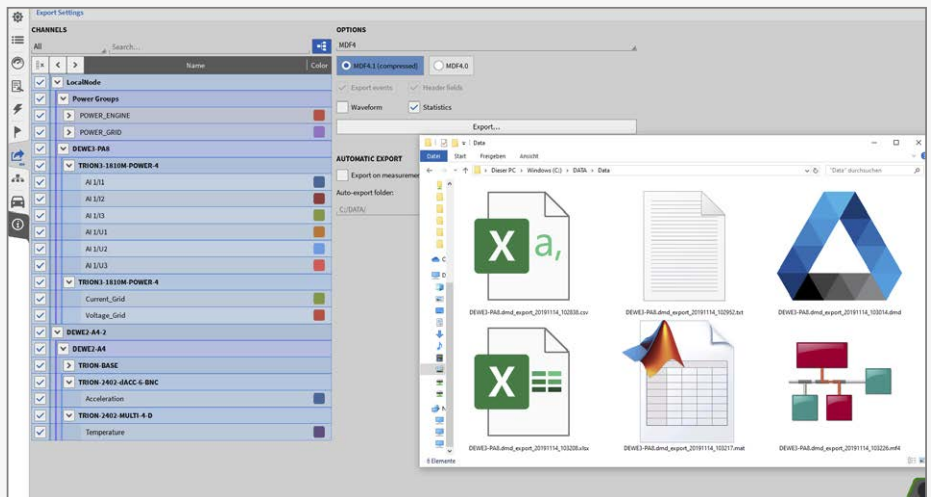 Export Settings
CHANNELS
All
Search...
Name
Color
LocalNode
Power Groups
POWER_ENGINE
POWER_GRID
DEWE3-PA8
TRION3-1810M-POWER-4
AI 1/I1
AI 1/I2
AI 1/I3
AI 1/U1
AI 1/U2
AI 1/U3
TRION3-1810M-POWER-4
Current_Grid
Voltage_Grid
DEWE2-A4-2
DEWE2-A4
TRION-BASE
TRION-2402-dACC-6-BNC
Acceleration
TRION-2402-MULTI-4-D
Temperature
OPTIONS
MDF4
MDF4.1 (compressed)
MDF4.0
Export events
Header fields
Waveform
Statistics
Export...
AUTOMATIC EXPORT
Export on measuremen
Auto-export folder:
C:/DATA/
Data
Datei
Start
Freigeben
Ansicht
Dieser PC > Windows (C:) > DATA > Data
"Data" durchsuchen
X a,
DEWE3-PA8.dmd_export_20191114_102838.csv
DEWE3-PA8.dmd_export_20191114_102952.txt
DEWE3-PA8.dmd_export_20191114_103014.dmd
X
DEWE3-PA8.dmd_export_20191114_103208.xlsx
DEWE3-PA8.dmd_export_20191114_103217.mat
DEWE3-PA8.dmd_export_20191114_103226.mf4
6 Elemente